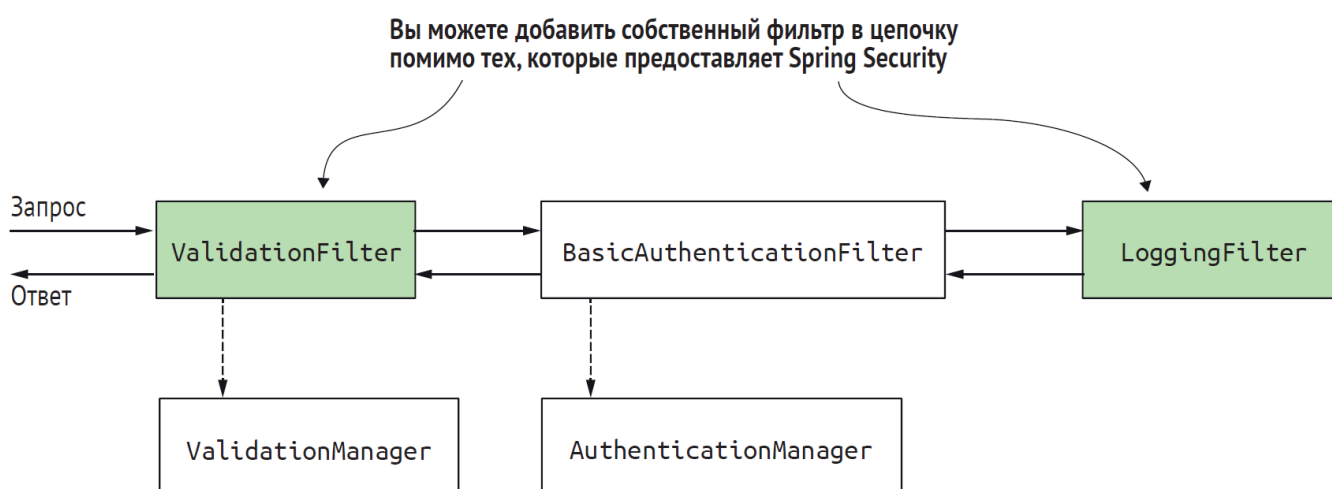 Вы можете добавить собственный фильтр в цепочку
помимо тех, которые предоставляет Spring Security
Запрос
Ответ
ValidationFilter
BasicAuthenticationFilter
LoggingFilter
ValidationManager
AuthenticationManager